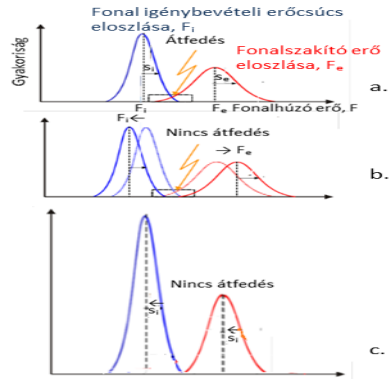 Fonal igénybevételi erőcsúcs
eloszlása, Fᵢ
Átfedés
Fonalszakító erő
eloszlása, Fₑ
Gyakoriság
sᵢ
sₑ
a.
Fᵢ
Fₑ Fonalhúzó erő, F
Fᵢ←
Nincs átfedés
→ Fₑ
b.
Nincs átfedés
←
sᵢ
←
sᵢ
c.